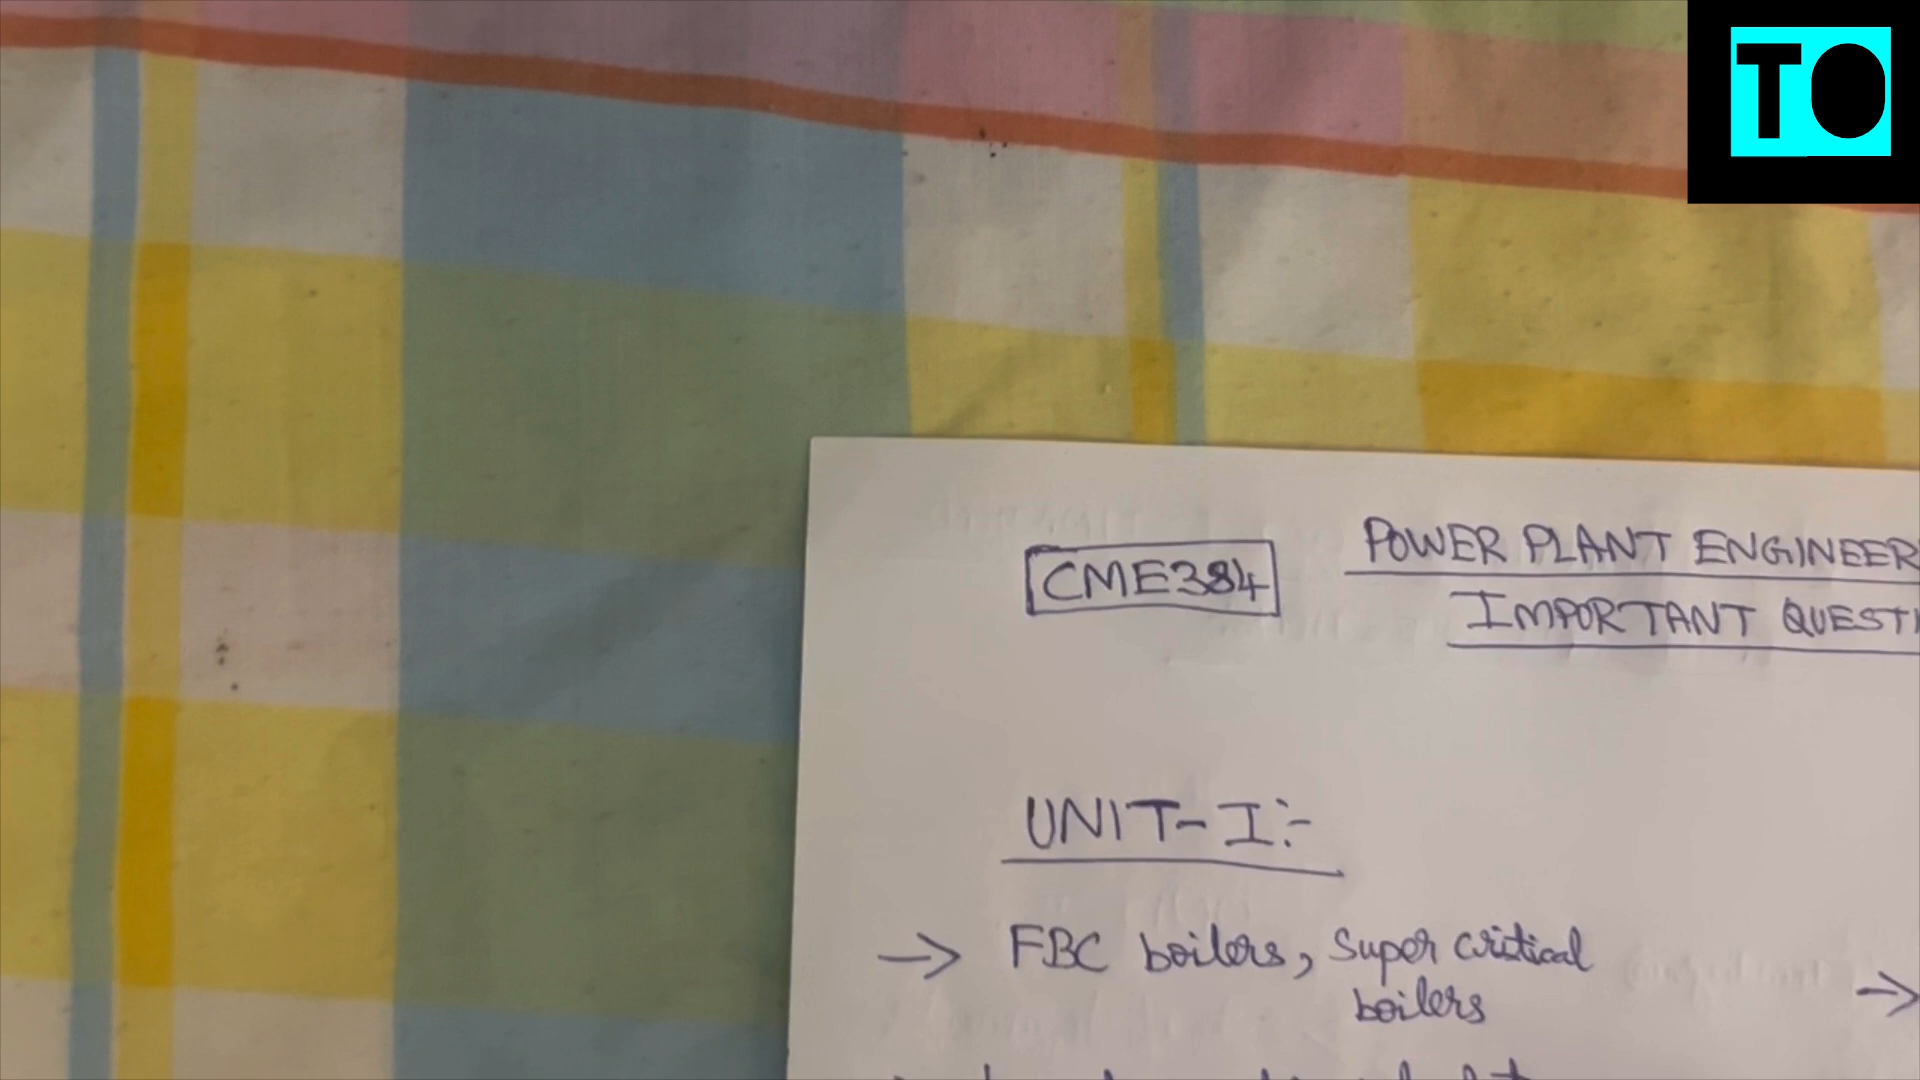 TO
CME384
POWER PLANT ENGINEER
IMPORTANT QUESTI
UNIT-I:-
→ FBC boilers, Super critical
boilers
→